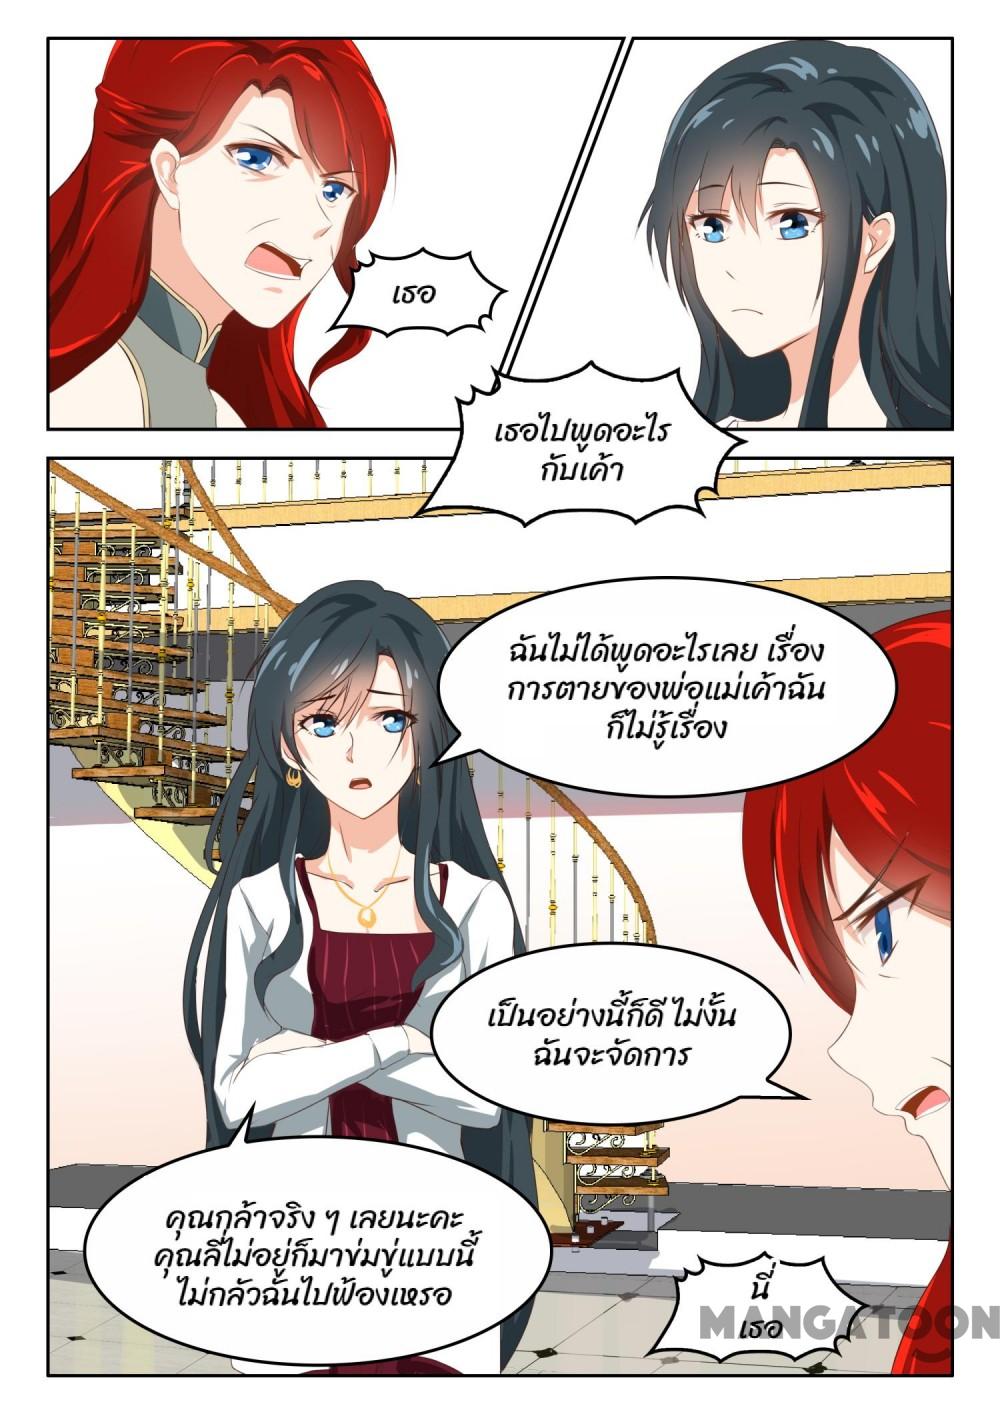 เธอ
เธอไปพูดอะไร
กับเค้า
ฉันไม่ได้พูดอะไรเลย เรื่อง
การตายของพ่อแม่เค้าฉัน
ก็ไม่รู้เรื่อง
เป็นอย่างนี้ก็ดี ไม่งั้น
ฉันจะจัดการ
คุณกล้าจริง ๆ เลยนะคะ
คุณลี่ไม่อยู่ก็มาข่มขู่แบบนี้
ไม่กลัวฉันไปฟ้องเหรอ
นี่
เธอ
MANGATOON